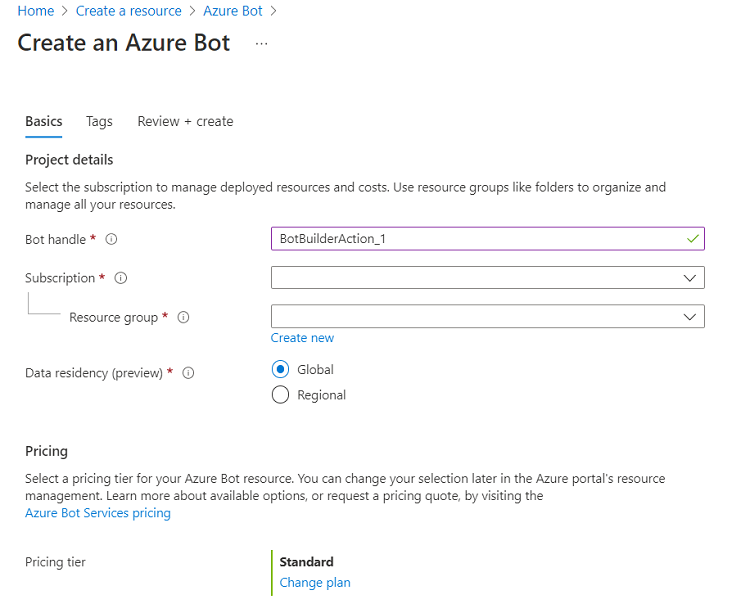 Home > Create a resource > Azure Bot >
Create an Azure Bot ...
Basics Tags Review + create
Project details
Select the subscription to manage deployed resources and costs. Use resource groups like folders to organize and
manage all your resources.
Bot handle * BotBuilderAction_1
Subscription *
Resource group *
Create new
Data residency (preview) * Global
Regional
Pricing
Select a pricing tier for your Azure Bot resource. You can change your selection later in the Azure portal's resource
management. Learn more about available options, or request a pricing quote, by visiting the
Azure Bot Services pricing
Pricing tier Standard
Change plan